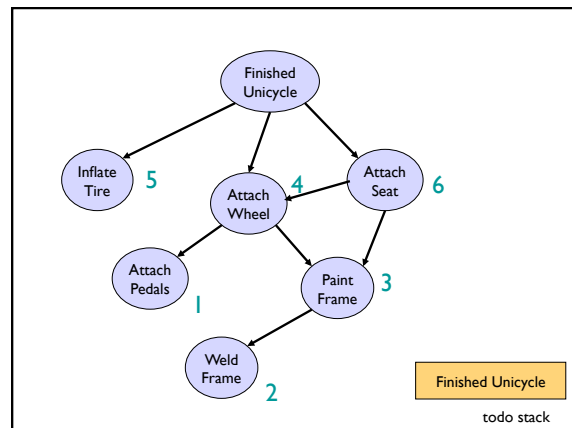 Finished
Unicycle
Inflate
Tire
5
Attach
Wheel
4
Attach
Seat
6
Attach
Pedals
1
Paint
Frame
3
Weld
Frame
2
Finished Unicycle
todo stack